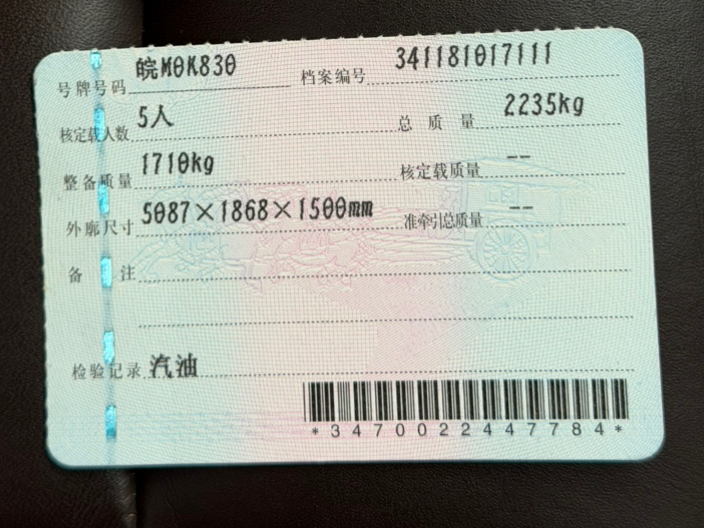 号牌号码 皖M0K830 档案编号 341181017111
核定载人数 5人 总质量 2235kg
整备质量 1710kg 核定载质量 --
外廓尺寸 5087×1868×1500mm 准牵引总质量 --
备注
检验记录 汽油
*3470022447784*